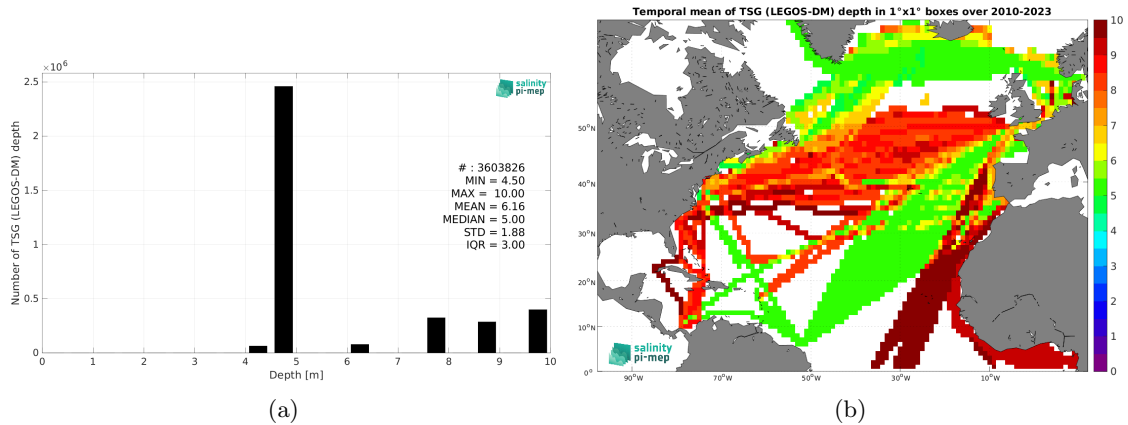 ×10⁶
2.5
2
1.5
1
0.5
0
0 1 2 3 4 5 6 7 8 9 10
Number of TSG (LEGOS-DM) depth
Depth [m]
salinity
pi-mep
# : 3603826
MIN = 4.50
MAX = 10.00
MEAN = 6.16
MEDIAN = 5.00
STD = 1.88
IQR = 3.00
(a)
Temporal mean of TSG (LEGOS-DM) depth in 1°x1° boxes over 2010-2023
50°N
40°N
30°N
20°N
10°N
0°
90°W 70°W 50°W 30°W 10°W
salinity
pi-mep
10
9
8
7
6
5
4
3
2
1
0
(b)